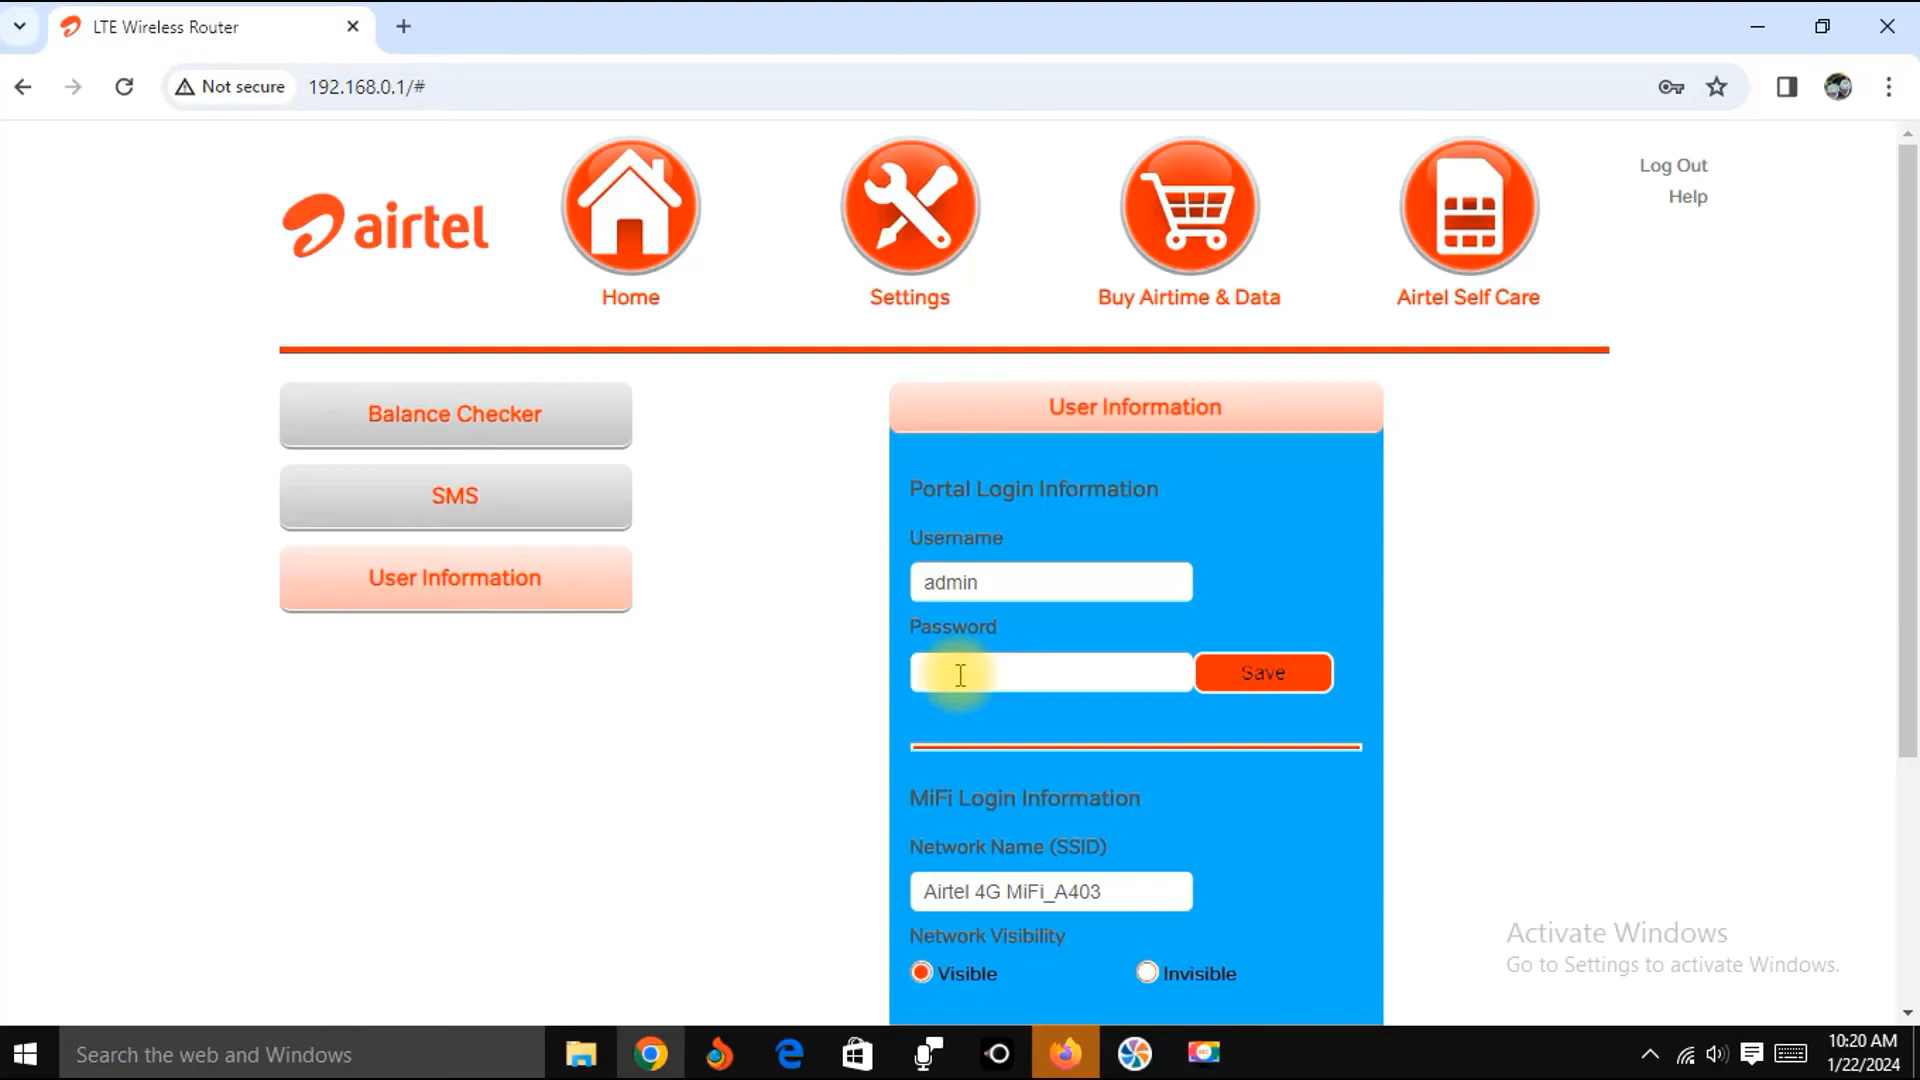 LTE Wireless Router
Not secure 192.168.0.1/#
airtel
Home
Settings
Buy Airtime & Data
Airtel Self Care
Log Out
Help
Balance Checker
SMS
User Information
User Information
Portal Login Information
Username
admin
Password
Save
MiFi Login Information
Network Name (SSID)
Airtel 4G MiFi_A403
Network Visibility
Visible Invisible
Activate Windows
Go to Settings to activate Windows.
Search the web and Windows
10:20 AM
1/22/2024